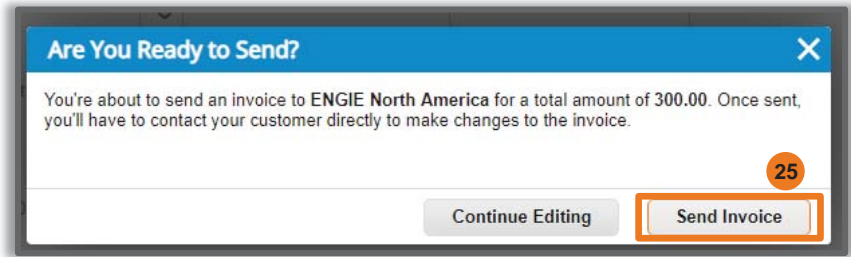 Are You Ready to Send?
You're about to send an invoice to ENGIE North America for a total amount of 300.00. Once sent,
you'll have to contact your customer directly to make changes to the invoice.
25
Continue Editing
Send Invoice